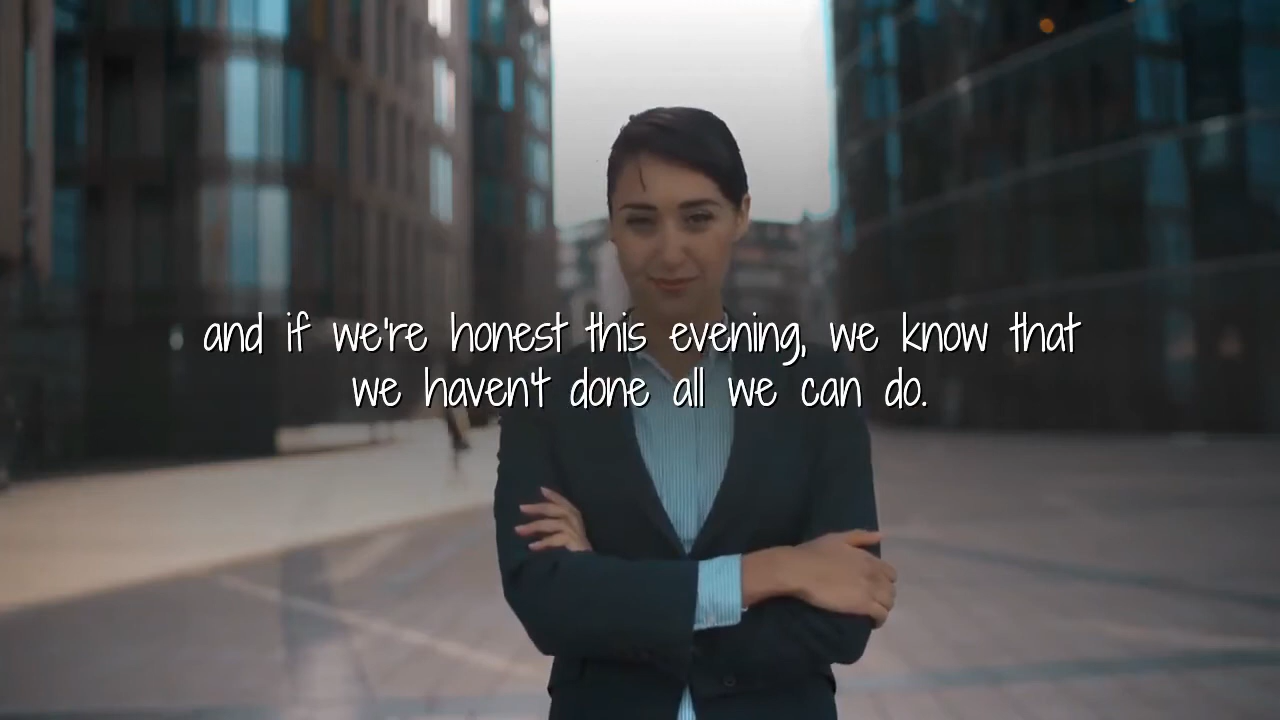 and if we're honest this evening, we know that
we haven't done all we can do.